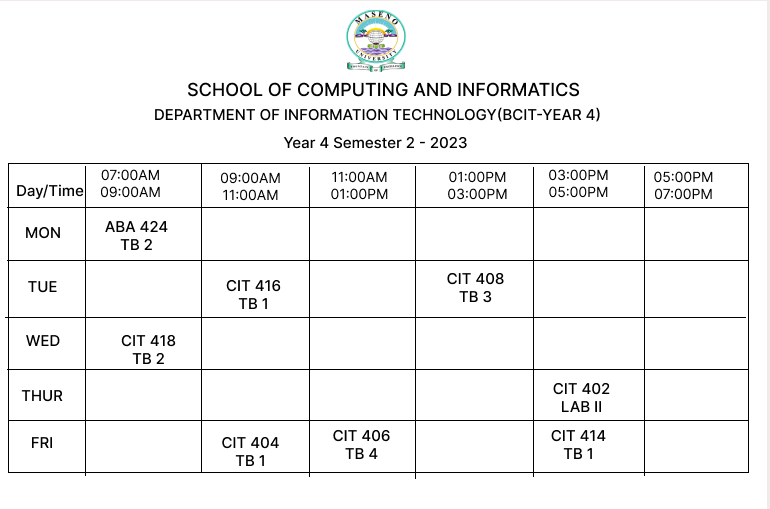 MASENO
UNIVERSITY
SCHOOL OF COMPUTING AND INFORMATICS
DEPARTMENT OF INFORMATION TECHNOLOGY(BCIT-YEAR 4)
Year 4 Semester 2 - 2023
Day/Time 07:00AM 09:00AM 09:00AM 11:00AM 11:00AM 01:00PM 01:00PM 03:00PM 03:00PM 05:00PM 05:00PM 07:00PM
MON ABA 424 TB 2
TUE CIT 416 TB 1 CIT 408 TB 3
WED CIT 418 TB 2
THUR CIT 402 LAB II
FRI CIT 404 TB 1 CIT 406 TB 4 CIT 414 TB 1